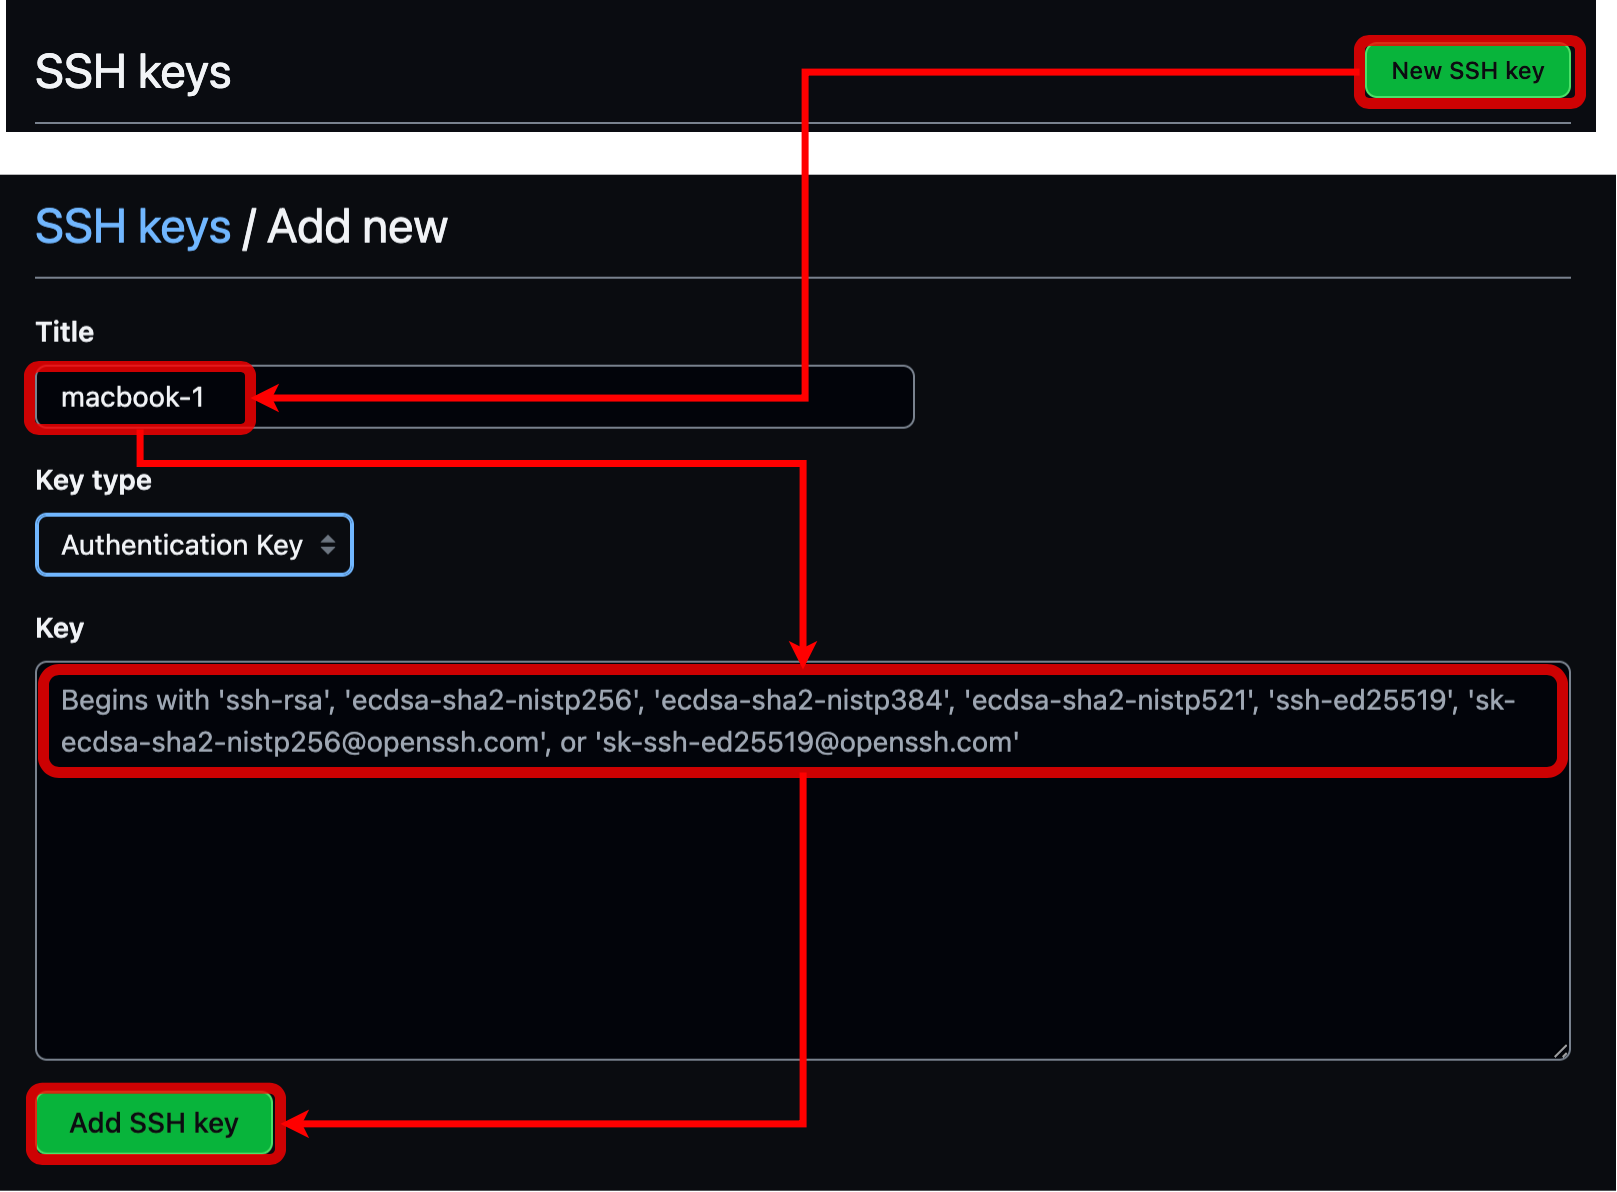 SSH keys
New SSH key
SSH keys / Add new
Title
macbook-1
Key type
Authentication Key
Key
Begins with 'ssh-rsa', 'ecdsa-sha2-nistp256', 'ecdsa-sha2-nistp384', 'ecdsa-sha2-nistp521', 'ssh-ed25519', 'sk-
ecdsa-sha2-nistp256@openssh.com', or 'sk-ssh-ed25519@openssh.com'
Add SSH key